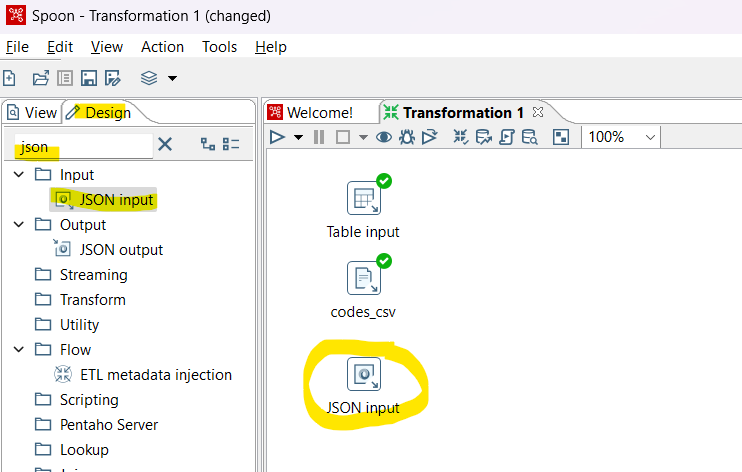 Spoon - Transformation 1 (changed)
File Edit View Action Tools Help
View Design
Welcome! Transformation 1
json
100%
Input
JSON input
Output
JSON output
Streaming
Transform
Utility
Flow
ETL metadata injection
Scripting
Pentaho Server
Lookup
Table input
codes_csv
JSON input